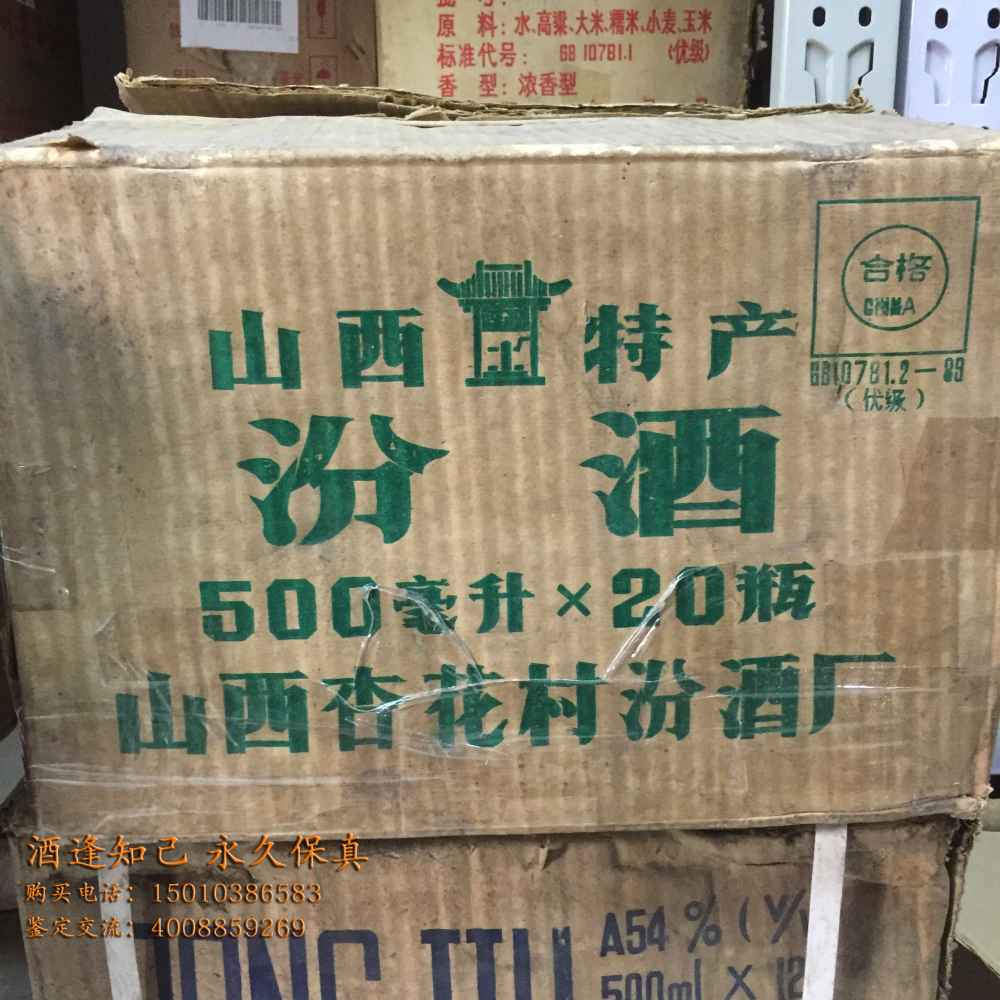 原 料：水、高粱、大米、糯米、小麦、玉米
标准代号： GB 10781.1 （优级）
香 型：浓香型
合格
CHINA
GB10781.2-89
（优级）
山西特产
汾酒
500毫升×20瓶
山西杏花村汾酒厂
酒逢知己 永久保真
购买电话：15010386583
鉴定交流：4008859269
A54%(V/
500ml × 12